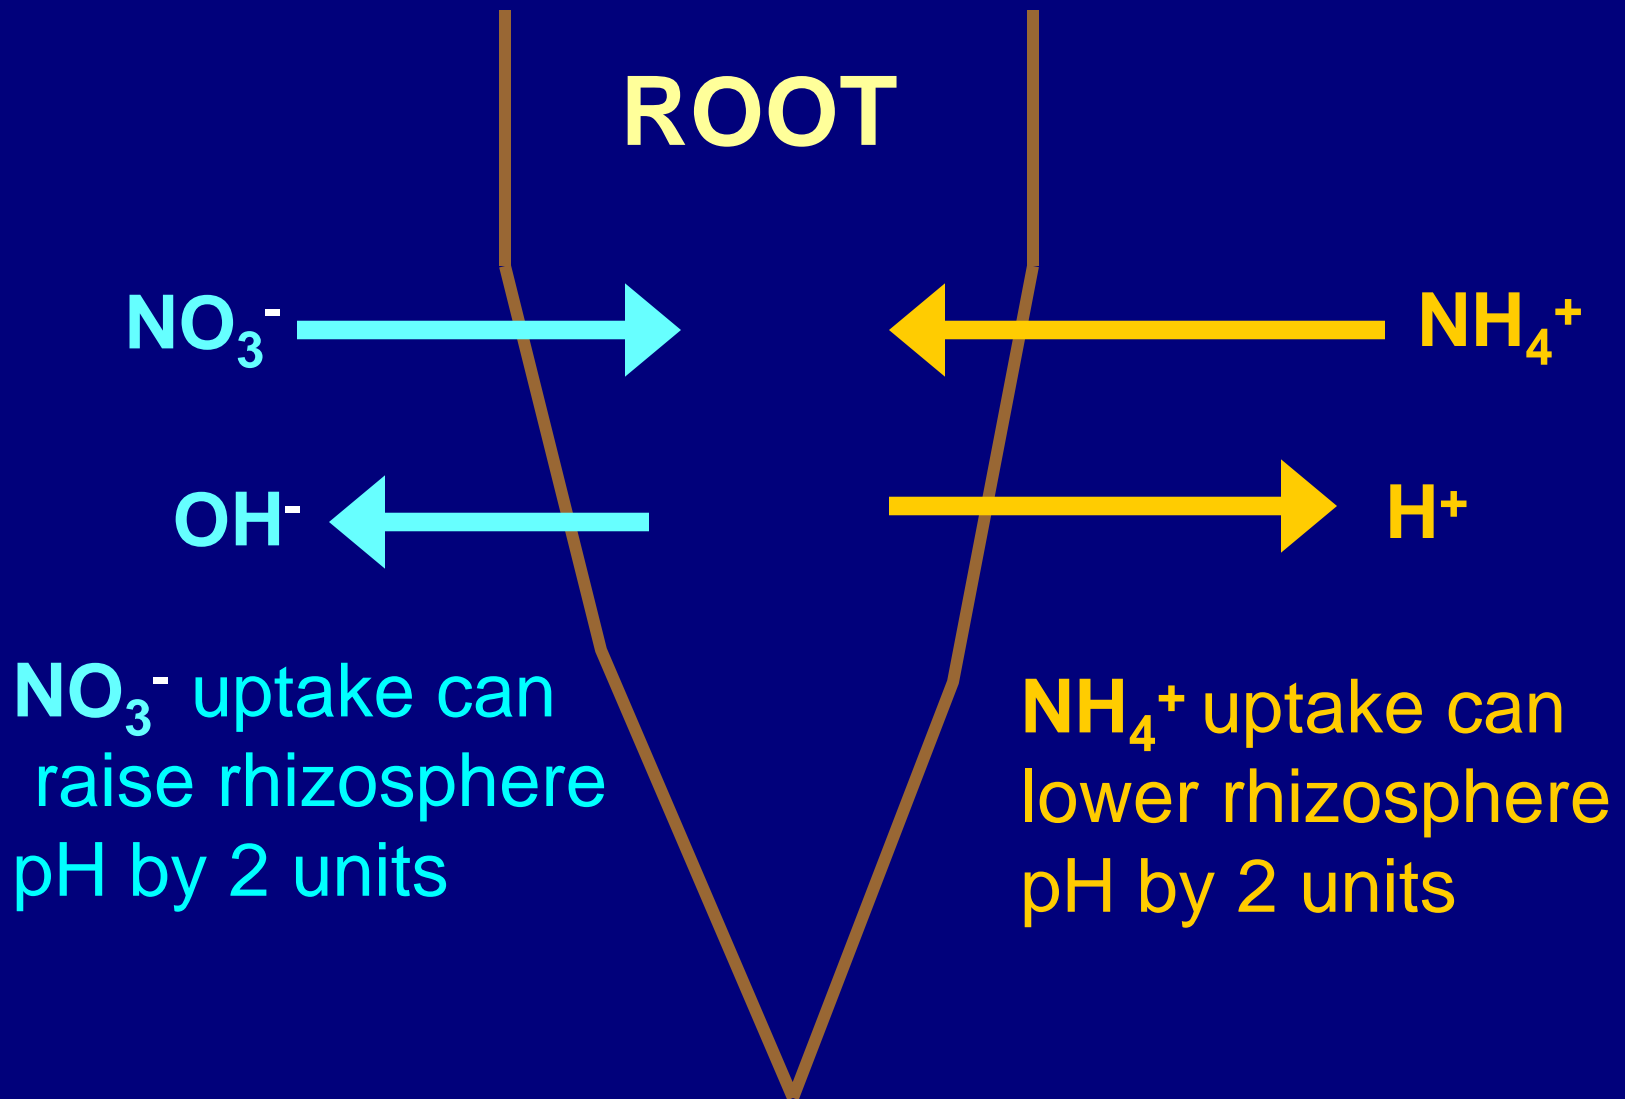 ROOT
NO₃⁻
NH₄⁺
OH⁻
H⁺
NO₃⁻ uptake can
raise rhizosphere
pH by 2 units
NH₄⁺ uptake can
lower rhizosphere
pH by 2 units